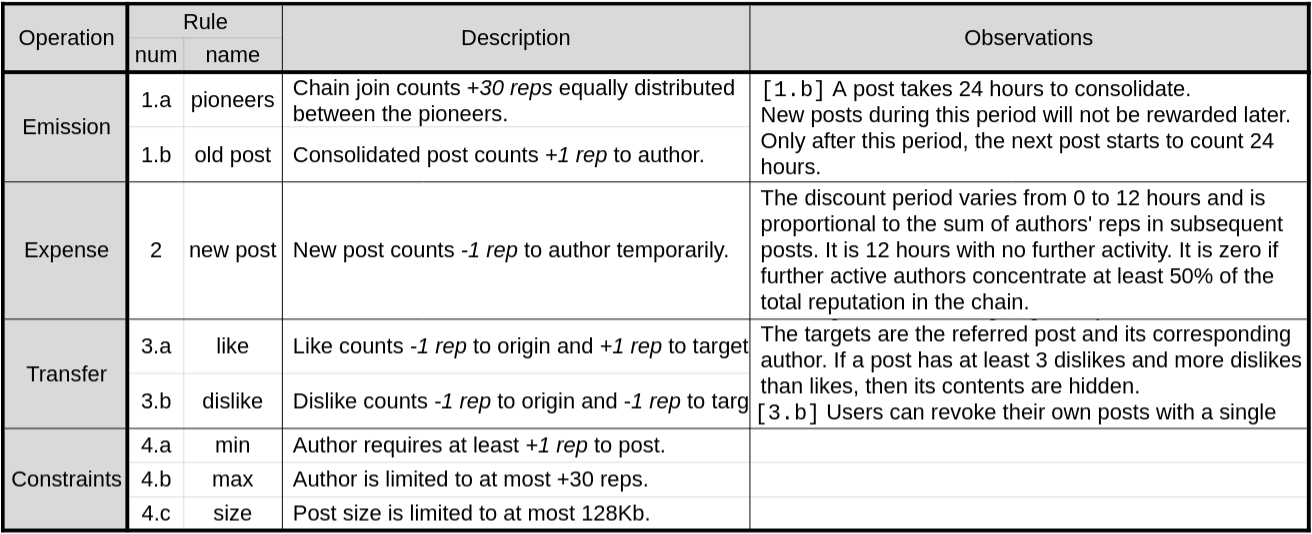 Operation
Rule
num
name
Description
Observations
Emission
1.a
pioneers
Chain join counts +30 reps equally distributed
between the pioneers.
1.b
old post
Consolidated post counts +1 rep to author.
[1.b] A post takes 24 hours to consolidate.
New posts during this period will not be rewarded later.
Only after this period, the next post starts to count 24
hours.
Expense
2
new post
New post counts -1 rep to author temporarily.
The discount period varies from 0 to 12 hours and is
proportional to the sum of authors' reps in subsequent
posts. It is 12 hours with no further activity. It is zero if
further active authors concentrate at least 50% of the
total reputation in the chain.
Transfer
3.a
like
Like counts -1 rep to origin and +1 rep to target
3.b
dislike
Dislike counts -1 rep to origin and -1 rep to targ
The targets are the referred post and its corresponding
author. If a post has at least 3 dislikes and more dislikes
than likes, then its contents are hidden.
[3.b] Users can revoke their own posts with a single
Constraints
4.a
min
Author requires at least +1 rep to post.
4.b
max
Author is limited to at most +30 reps.
4.c
size
Post size is limited to at most 128Kb.